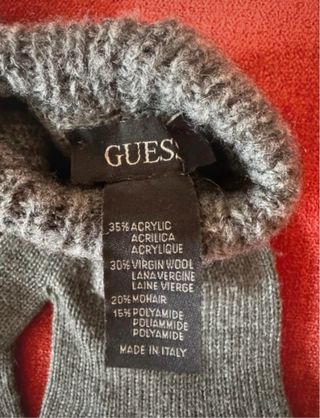 GUESS
35% ACRYLIC
ACRILICA
ACRYLIQUE
30% VIRGIN WOOL
LANA VERGINE
LAINE VIERGE
20% MOHAIR
15% POLYAMIDE
POLIAMMIDE
POLYAMIDE
MADE IN ITALY